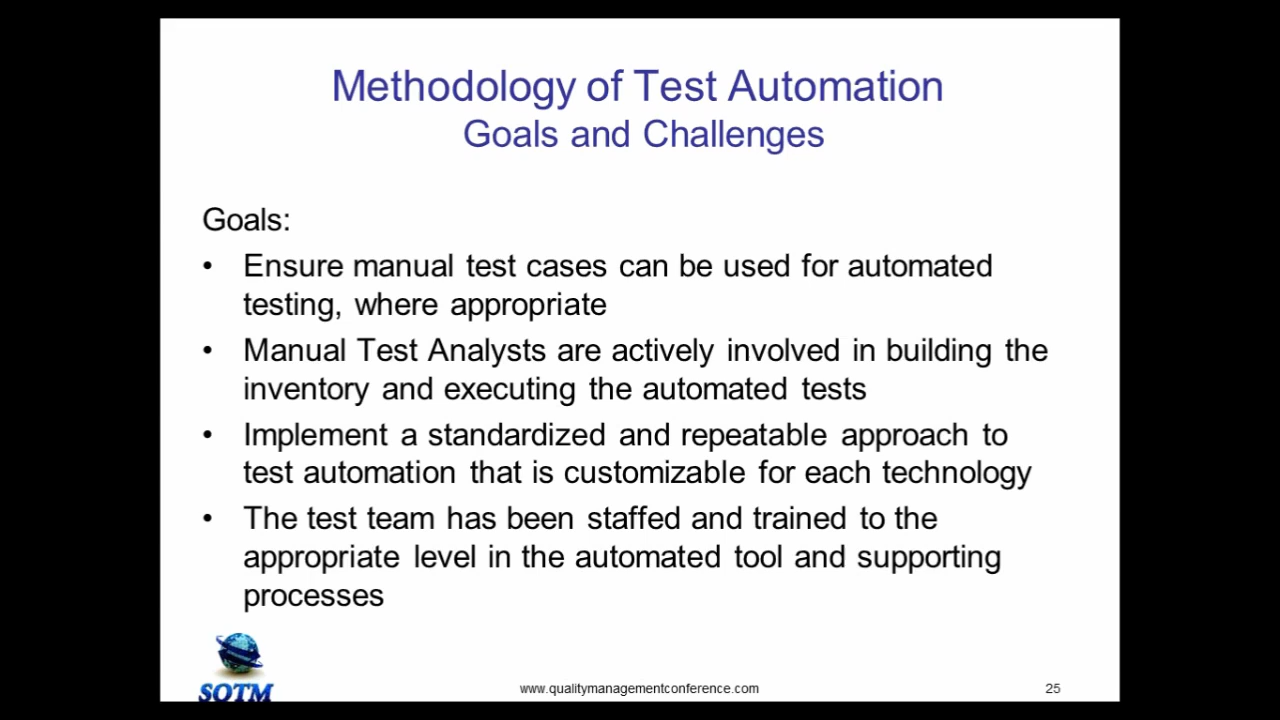 Methodology of Test Automation
Goals and Challenges
Goals:
• Ensure manual test cases can be used for automated
testing, where appropriate
• Manual Test Analysts are actively involved in building the
inventory and executing the automated tests
• Implement a standardized and repeatable approach to
test automation that is customizable for each technology
• The test team has been staffed and trained to the
appropriate level in the automated tool and supporting
processes
SQTM
www.qualitymanagementconference.com
25